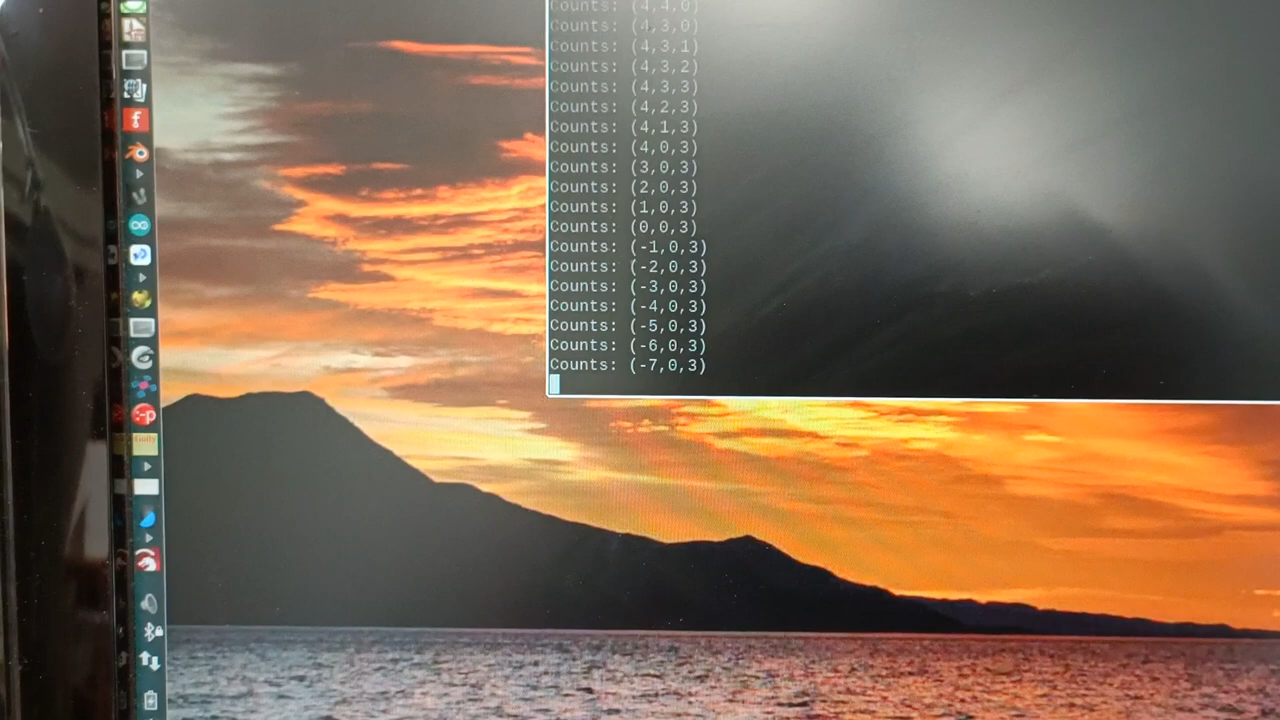 Counts: (4,4,0)
Counts: (4,3,0)
Counts: (4,3,1)
Counts: (4,3,2)
Counts: (4,3,3)
Counts: (4,2,3)
Counts: (4,1,3)
Counts: (4,0,3)
Counts: (3,0,3)
Counts: (2,0,3)
Counts: (1,0,3)
Counts: (0,0,3)
Counts: (-1,0,3)
Counts: (-2,0,3)
Counts: (-3,0,3)
Counts: (-4,0,3)
Counts: (-5,0,3)
Counts: (-6,0,3)
Counts: (-7,0,3)
f
:-p